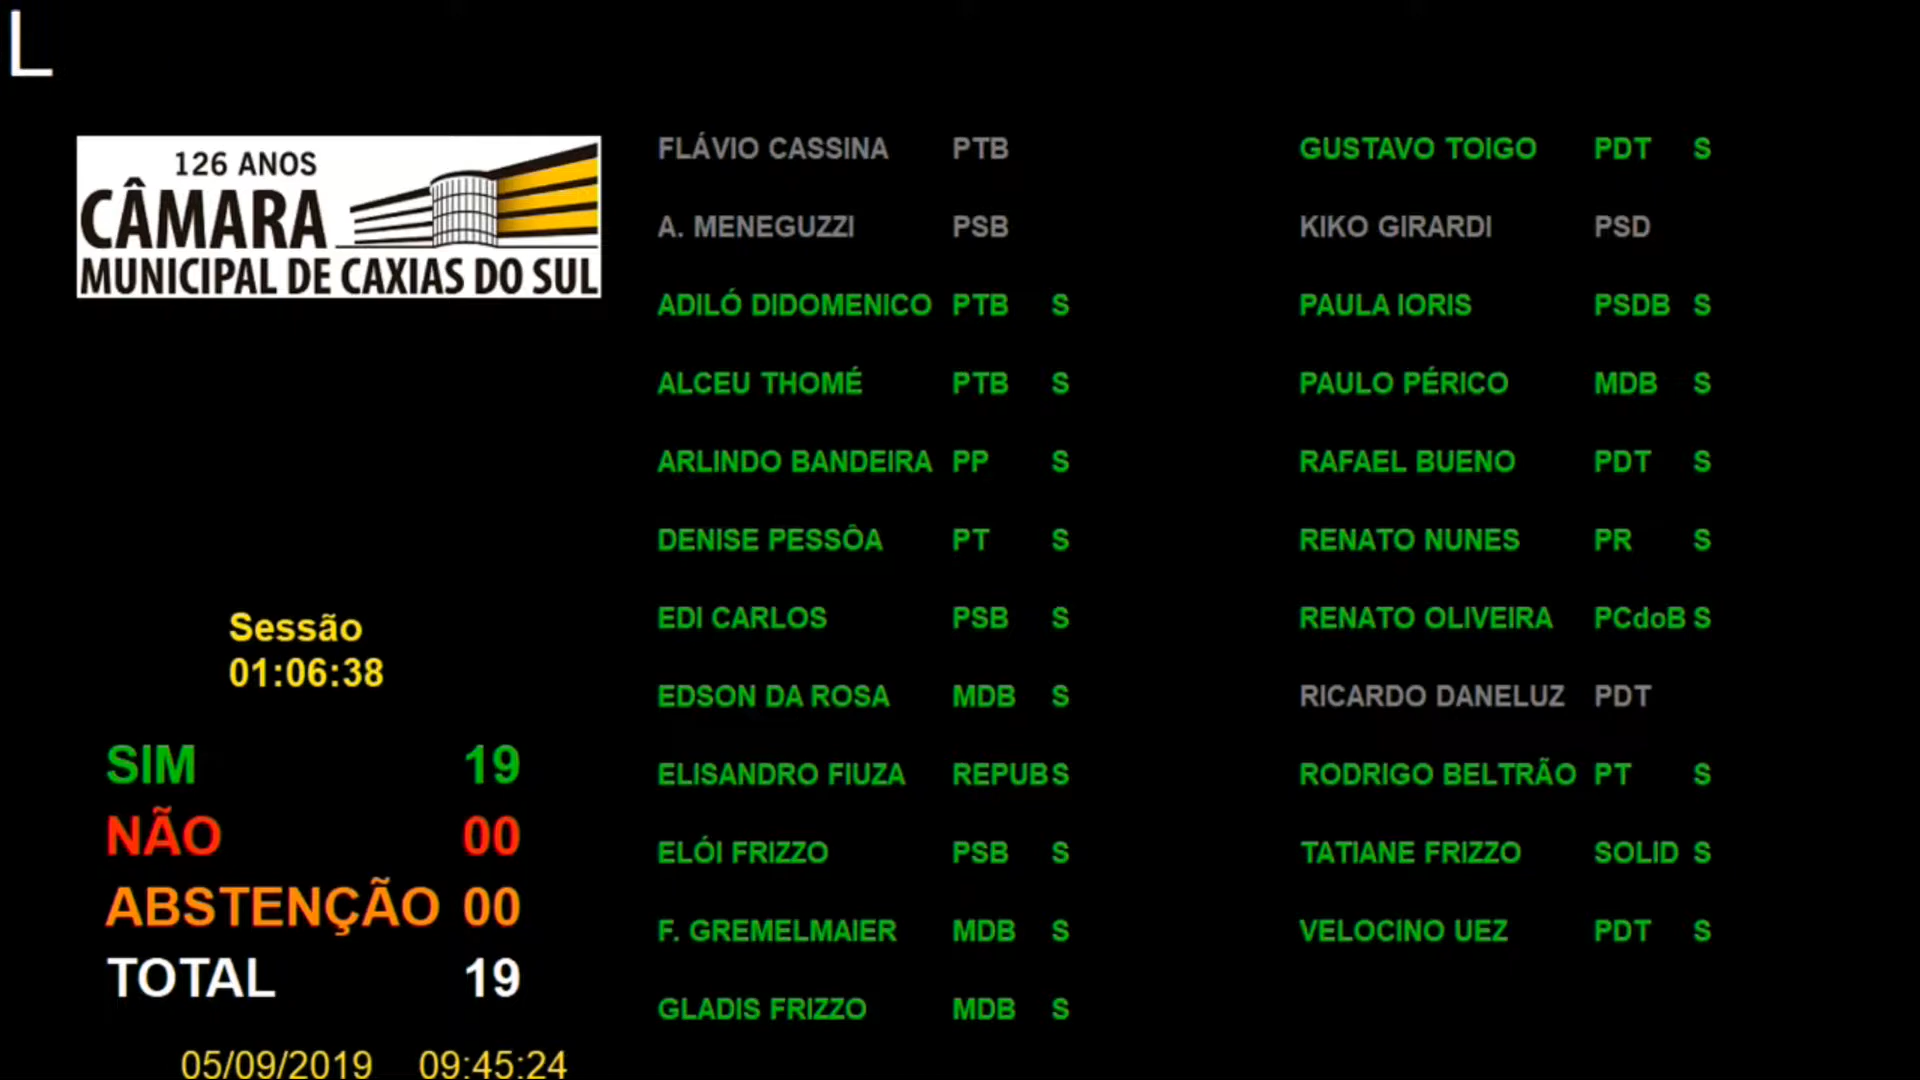 L
126 ANOS
CÂMARA
MUNICIPAL DE CAXIAS DO SUL
Sessão
01:06:38
SIM 19
NÃO 00
ABSTENÇÃO 00
TOTAL 19
05/09/2019 09:45:24
FLÁVIO CASSINA PTB
A. MENEGUZZI PSB
ADILÓ DIDOMENICO PTB S
ALCEU THOMÉ PTB S
ARLINDO BANDEIRA PP S
DENISE PESSÔA PT S
EDI CARLOS PSB S
EDSON DA ROSA MDB S
ELISANDRO FIUZA REPUB S
ELÓI FRIZZO PSB S
F. GREMELMAIER MDB S
GLADIS FRIZZO MDB S
GUSTAVO TOIGO PDT S
KIKO GIRARDI PSD
PAULA IORIS PSDB S
PAULO PÉRICO MDB S
RAFAEL BUENO PDT S
RENATO NUNES PR S
RENATO OLIVEIRA PCdoB S
RICARDO DANELUZ PDT
RODRIGO BELTRÃO PT S
TATIANE FRIZZO SOLID S
VELOCINO UEZ PDT S